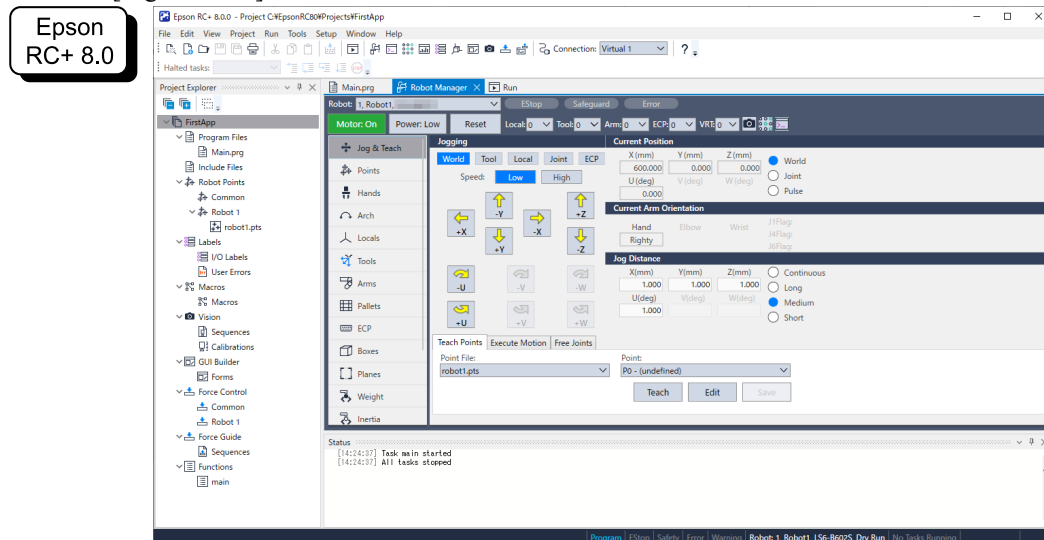 Epson
RC+ 8.0
Epson RC+ 8.0.0 - Project C:¥EpsonRC80¥Projects¥FirstApp
File Edit View Project Run Tools Setup Window Help
Connection: Virtual 1 ?
Halted tasks:
Project Explorer
FirstApp
Program Files
Main.prg
Include Files
Robot Points
Common
Robot 1
robot1.pts
Labels
I/O Labels
User Errors
Macros
Macros
Vision
Sequences
Calibrations
GUI Builder
Forms
Force Control
Common
Robot 1
Force Guide
Sequences
Functions
main
Main.prg Robot Manager Run
Robot: 1, Robot1, EStop Safeguard Error
Motor: On Power: Low Reset Local: 0 Tool: 0 Arm: 0 ECP: 0 VRT: 0
Jog & Teach
Points
Hands
Arch
Locals
Tools
Arms
Pallets
ECP
Boxes
Planes
Weight
Inertia
Jogging
World Tool Local Joint ECP
Speed: Low High
+X -Y -X +Z
+Y -Z
-U -V -W
+U +V +W
Current Position
X (mm) Y (mm) Z (mm)
600.000 0.000 0.000
U (deg) V (deg) W (deg)
0.000
World
Joint
Pulse
Current Arm Orientation
Hand Elbow Wrist
Righty
J1Flag:
J4Flag:
J6Flag:
Jog Distance
X(mm) Y(mm) Z(mm)
1.000 1.000 1.000
U(deg) V(deg) W(deg)
1.000
Continuous
Long
Medium
Short
Teach Points Execute Motion Free Joints
Point File: Point:
robot1.pts P0 - (undefined)
Teach Edit Save
Status
[14:24:37] Task main started
[14:24:37] All tasks stopped
Program EStop Safety Error Warning Robot: 1, Robot1, LS6-B602S, Dry Run No Tasks Running